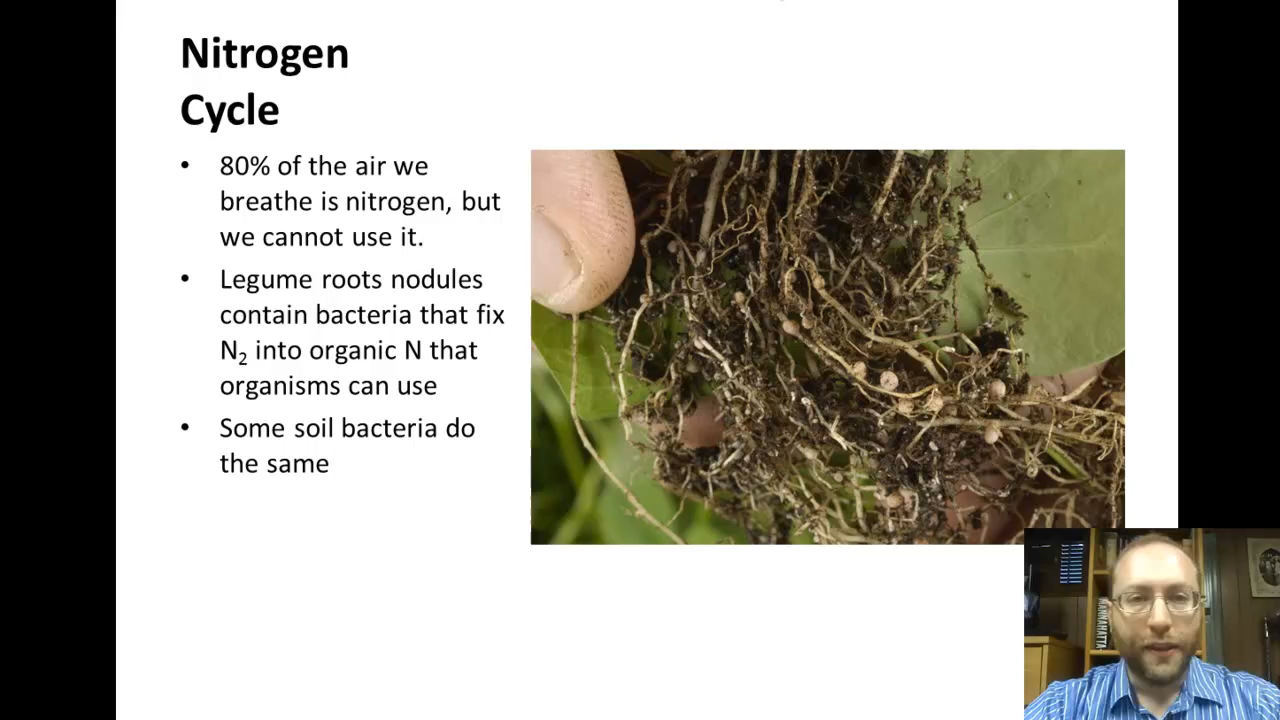 Nitrogen
Cycle
• 80% of the air we
breathe is nitrogen, but
we cannot use it.
• Legume roots nodules
contain bacteria that fix
N₂ into organic N that
organisms can use
• Some soil bacteria do
the same
MANNAHATTA